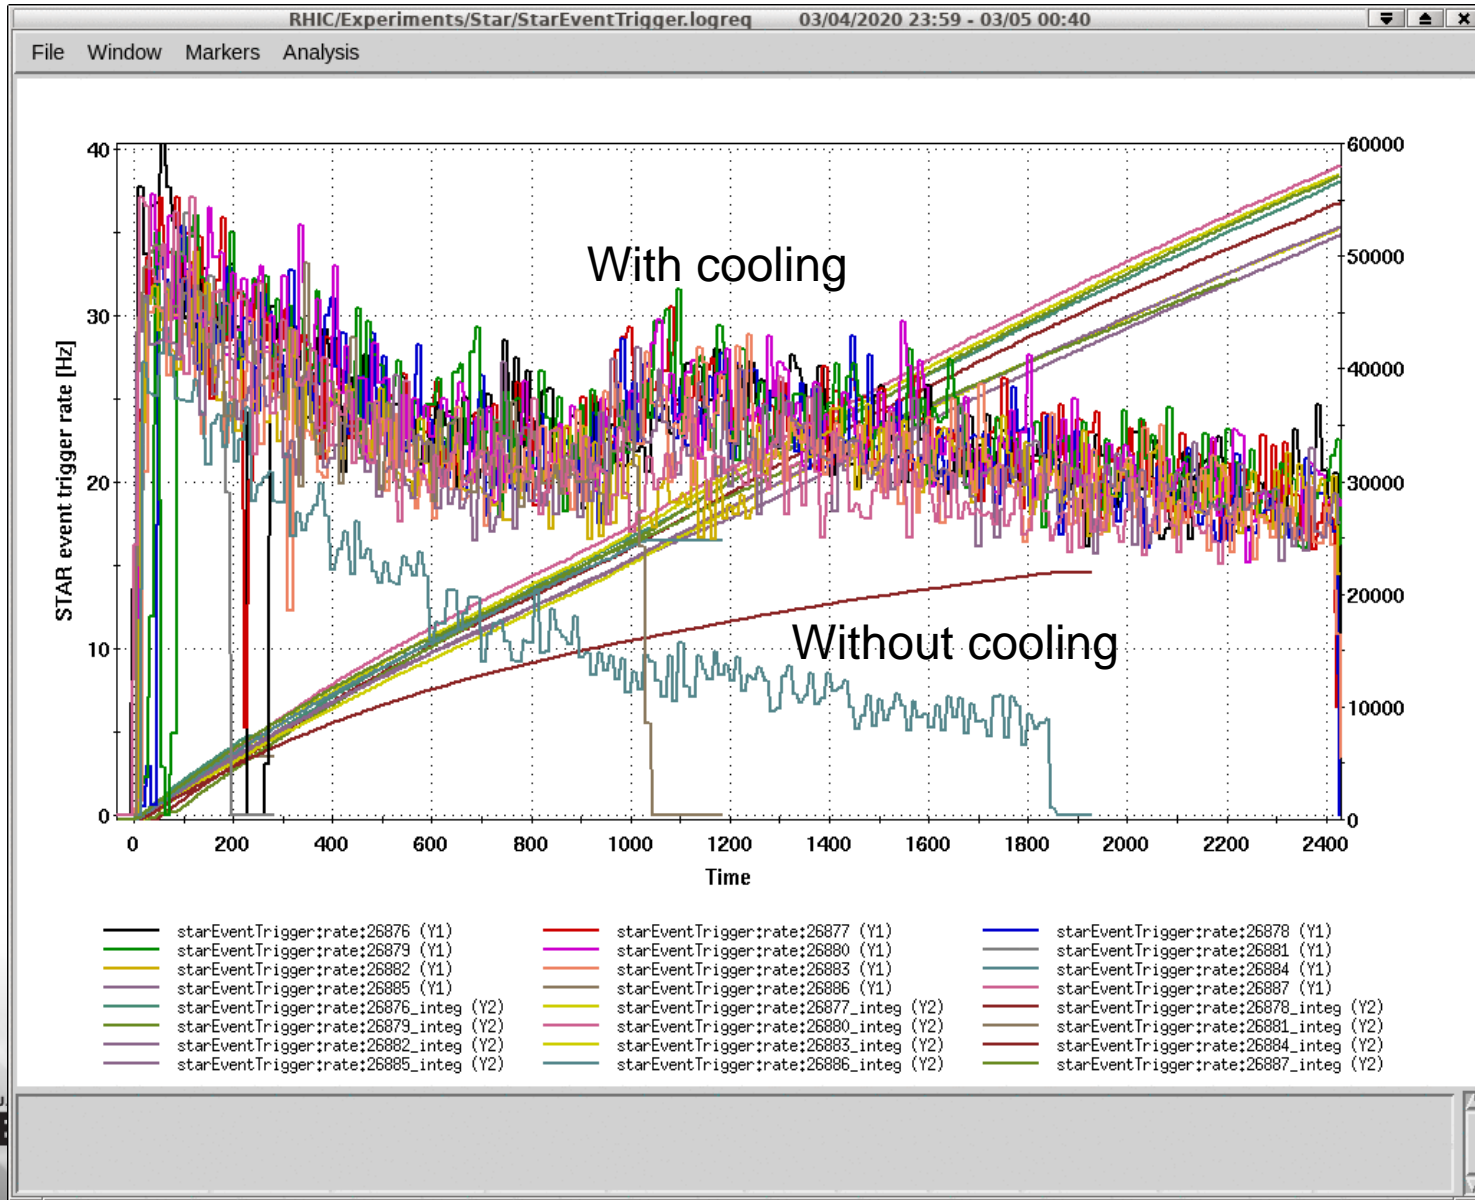 RHIC/Experiments/Star/StarEventTrigger.logreq 03/04/2020 23:59 - 03/05 00:40
File Window Markers Analysis
40 60000
With cooling
50000
30
40000
STAR event trigger rate [Hz]
20 30000
20000
Without cooling
10
10000
0 0
0 200 400 600 800 1000 1200 1400 1600 1800 2000 2200 2400
Time
starEventTrigger:rate:26876 (Y1) starEventTrigger:rate:26877 (Y1) starEventTrigger:rate:26878 (Y1)
starEventTrigger:rate:26879 (Y1) starEventTrigger:rate:26880 (Y1) starEventTrigger:rate:26881 (Y1)
starEventTrigger:rate:26882 (Y1) starEventTrigger:rate:26883 (Y1) starEventTrigger:rate:26884 (Y1)
starEventTrigger:rate:26885 (Y1) starEventTrigger:rate:26886 (Y1) starEventTrigger:rate:26887 (Y1)
starEventTrigger:rate:26876_integ (Y2) starEventTrigger:rate:26877_integ (Y2) starEventTrigger:rate:26878_integ (Y2)
starEventTrigger:rate:26879_integ (Y2) starEventTrigger:rate:26880_integ (Y2) starEventTrigger:rate:26881_integ (Y2)
starEventTrigger:rate:26882_integ (Y2) starEventTrigger:rate:26883_integ (Y2) starEventTrigger:rate:26884_integ (Y2)
starEventTrigger:rate:26885_integ (Y2) starEventTrigger:rate:26886_integ (Y2) starEventTrigger:rate:26887_integ (Y2)